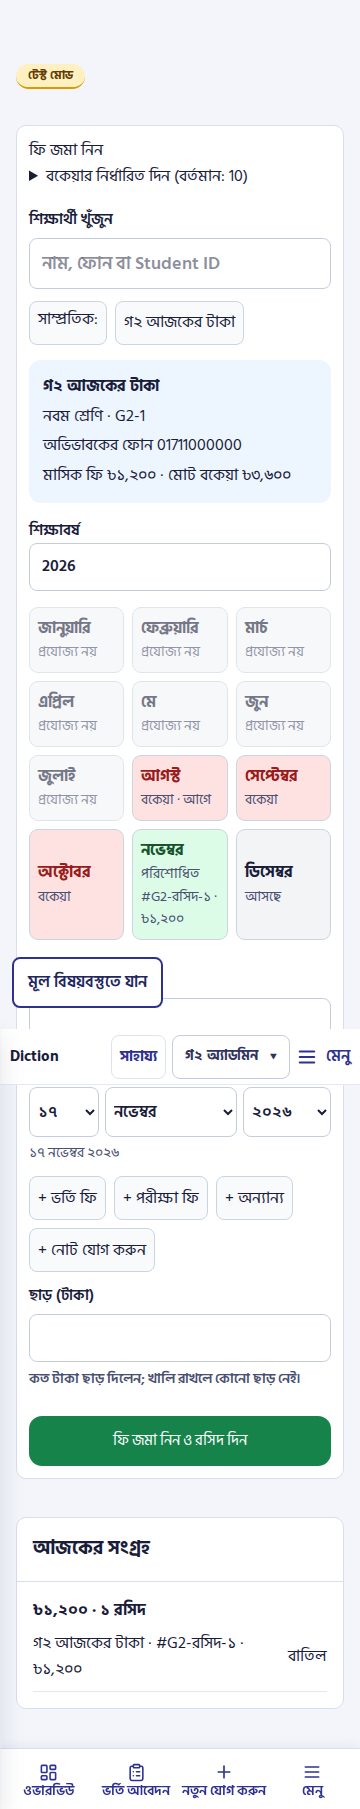 টেস্ট মোড
ফি জমা নিন
▶ বকেয়ার নির্ধারিত দিন (বর্তমান: 10)
শিক্ষার্থী খুঁজুন
নাম, ফোন বা Student ID
সাম্প্রতিক: গ২ আজকের টাকা
গ২ আজকের টাকা
নবম শ্রেণি · G2-1
অভিভাবকের ফোন 01711000000
মাসিক ফি ৳১,২০০ · মোট বকেয়া ৳৩,৬০০
শিক্ষাবর্ষ
2026
জানুয়ারি ফেব্রুয়ারি মার্চ
প্রযোজ্য নয় প্রযোজ্য নয় প্রযোজ্য নয়
এপ্রিল মে জুন
প্রযোজ্য নয় প্রযোজ্য নয় প্রযোজ্য নয়
জুলাই আগস্ট সেপ্টেম্বর
প্রযোজ্য নয় বকেয়া · আগে বকেয়া
অক্টোবর
বকেয়া
নভেম্বর
পরিশোধিত
#G2-রসিদ-১ ·
৳১,২০০
ডিসেম্বর
আসছে
মূল বিষয়বস্তুতে যান
Diction সাহায্য গ২ অ্যাডমিন ▾ মেনু
১৭ নভেম্বর ২০২৬
১৭ নভেম্বর ২০২৬
+ ভর্তি ফি + পরীক্ষা ফি + অন্যান্য
+ নোট যোগ করুন
ছাড় (টাকা)
কত টাকা ছাড় দিলেন; খালি রাখলে কোনো ছাড় নেই।
ফি জমা নিন ও রসিদ দিন
আজকের সংগ্রহ
৳১,২০০ · ১ রসিদ
গ২ আজকের টাকা · #G2-রসিদ-১ ·
৳১,২০০
বাতিল
ওভারভিউ ভর্তি আবেদন নতুন যোগ করুন মেনু